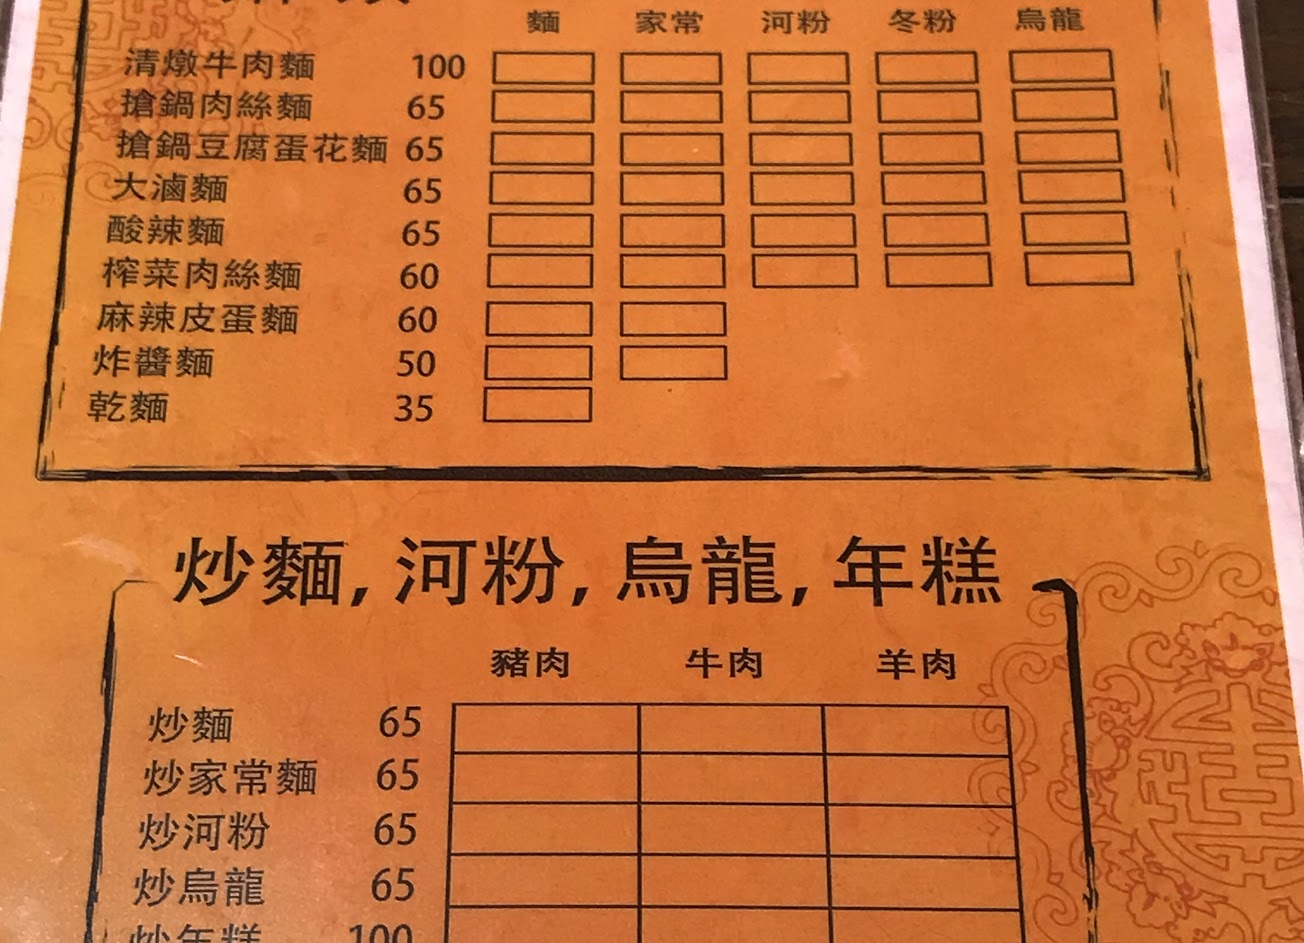 麵 家常 河粉 冬粉 烏龍
清燉牛肉麵 100
搶鍋肉絲麵 65
搶鍋豆腐蛋花麵 65
大滷麵 65
酸辣麵 65
榨菜肉絲麵 60
麻辣皮蛋麵 60
炸醬麵 50
乾麵 35
炒麵, 河粉, 烏龍, 年糕
豬肉 牛肉 羊肉
炒麵 65
炒家常麵 65
炒河粉 65
炒烏龍 65
炒年糕 100